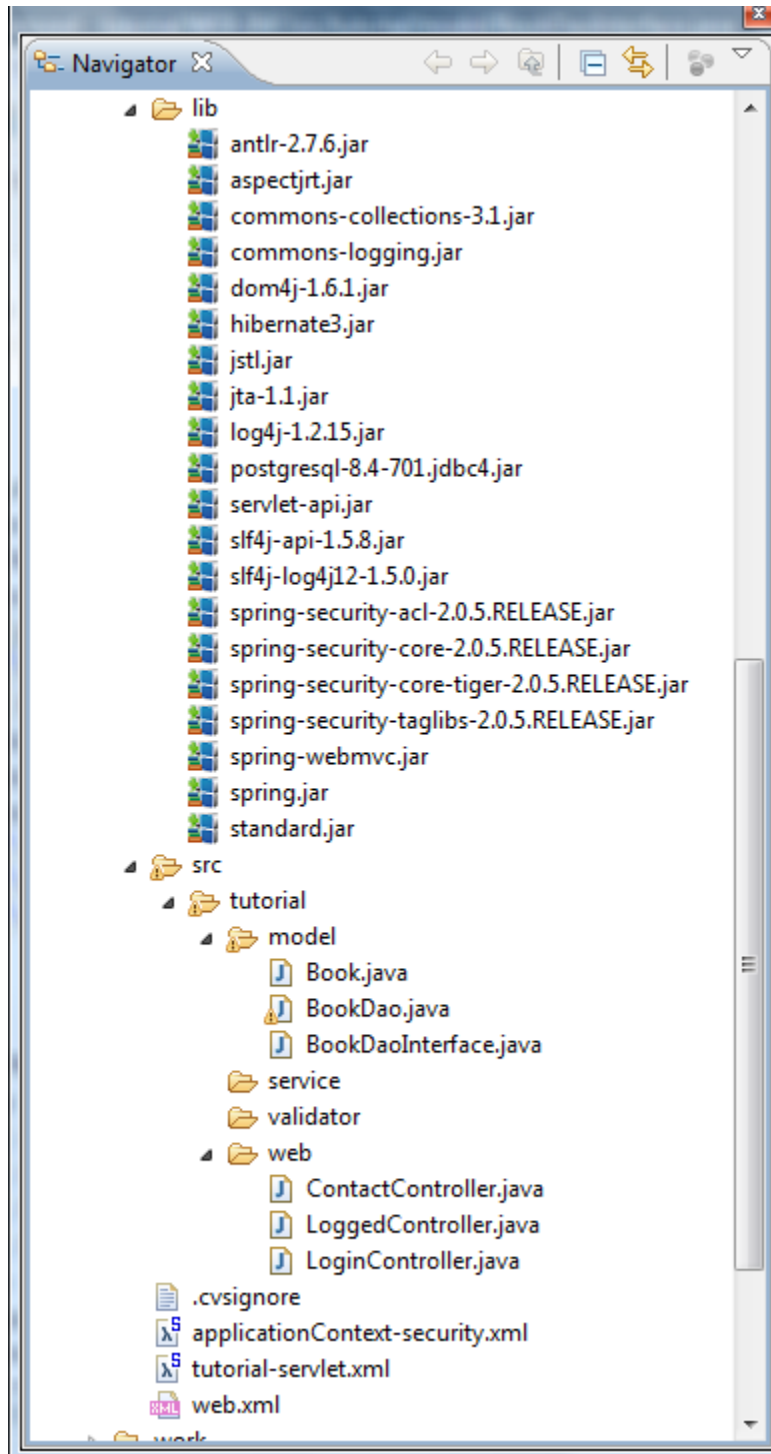 Navigator
lib
antlr-2.7.6.jar
aspectjrt.jar
commons-collections-3.1.jar
commons-logging.jar
dom4j-1.6.1.jar
hibernate3.jar
jstl.jar
jta-1.1.jar
log4j-1.2.15.jar
postgresql-8.4-701.jdbc4.jar
servlet-api.jar
slf4j-api-1.5.8.jar
slf4j-log4j12-1.5.0.jar
spring-security-acl-2.0.5.RELEASE.jar
spring-security-core-2.0.5.RELEASE.jar
spring-security-core-tiger-2.0.5.RELEASE.jar
spring-security-taglibs-2.0.5.RELEASE.jar
spring-webmvc.jar
spring.jar
standard.jar
src
tutorial
model
Book.java
BookDao.java
BookDaoInterface.java
service
validator
web
ContactController.java
LoggedController.java
LoginController.java
.cvsignore
applicationContext-security.xml
tutorial-servlet.xml
web.xml
work